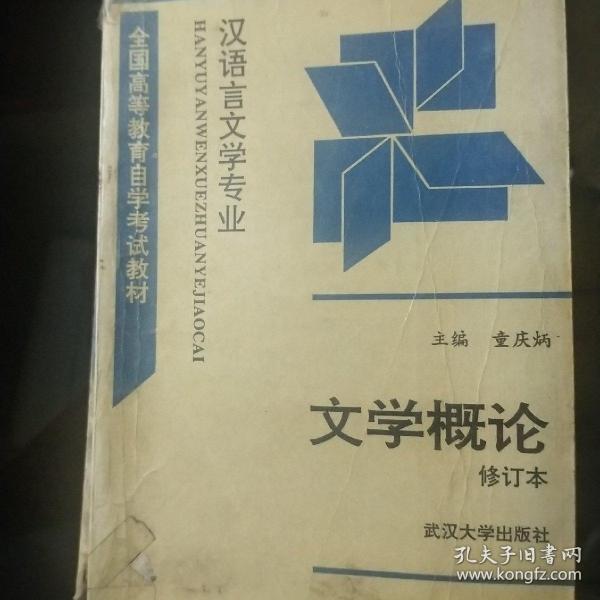 全国高等教育自学考试教材
汉语言文学专业
HANYUYANWENXUEZHUANYEJIAOCAI
主编 童庆炳
文学概论
修订本
武汉大学出版社
孔夫子旧书网
www.kongfz.com